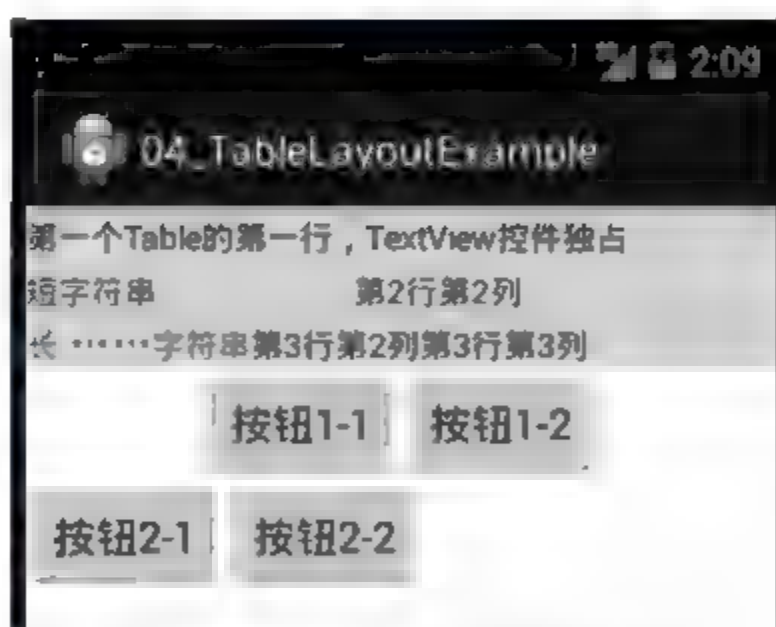 2:09
04_TableLayoutExample
第一个Table的第一行，TextView控件独占
短字符串 第2行第2列
长 ······字符串第3行第2列第3行第3列
按钮1-1 按钮1-2
按钮2-1 按钮2-2